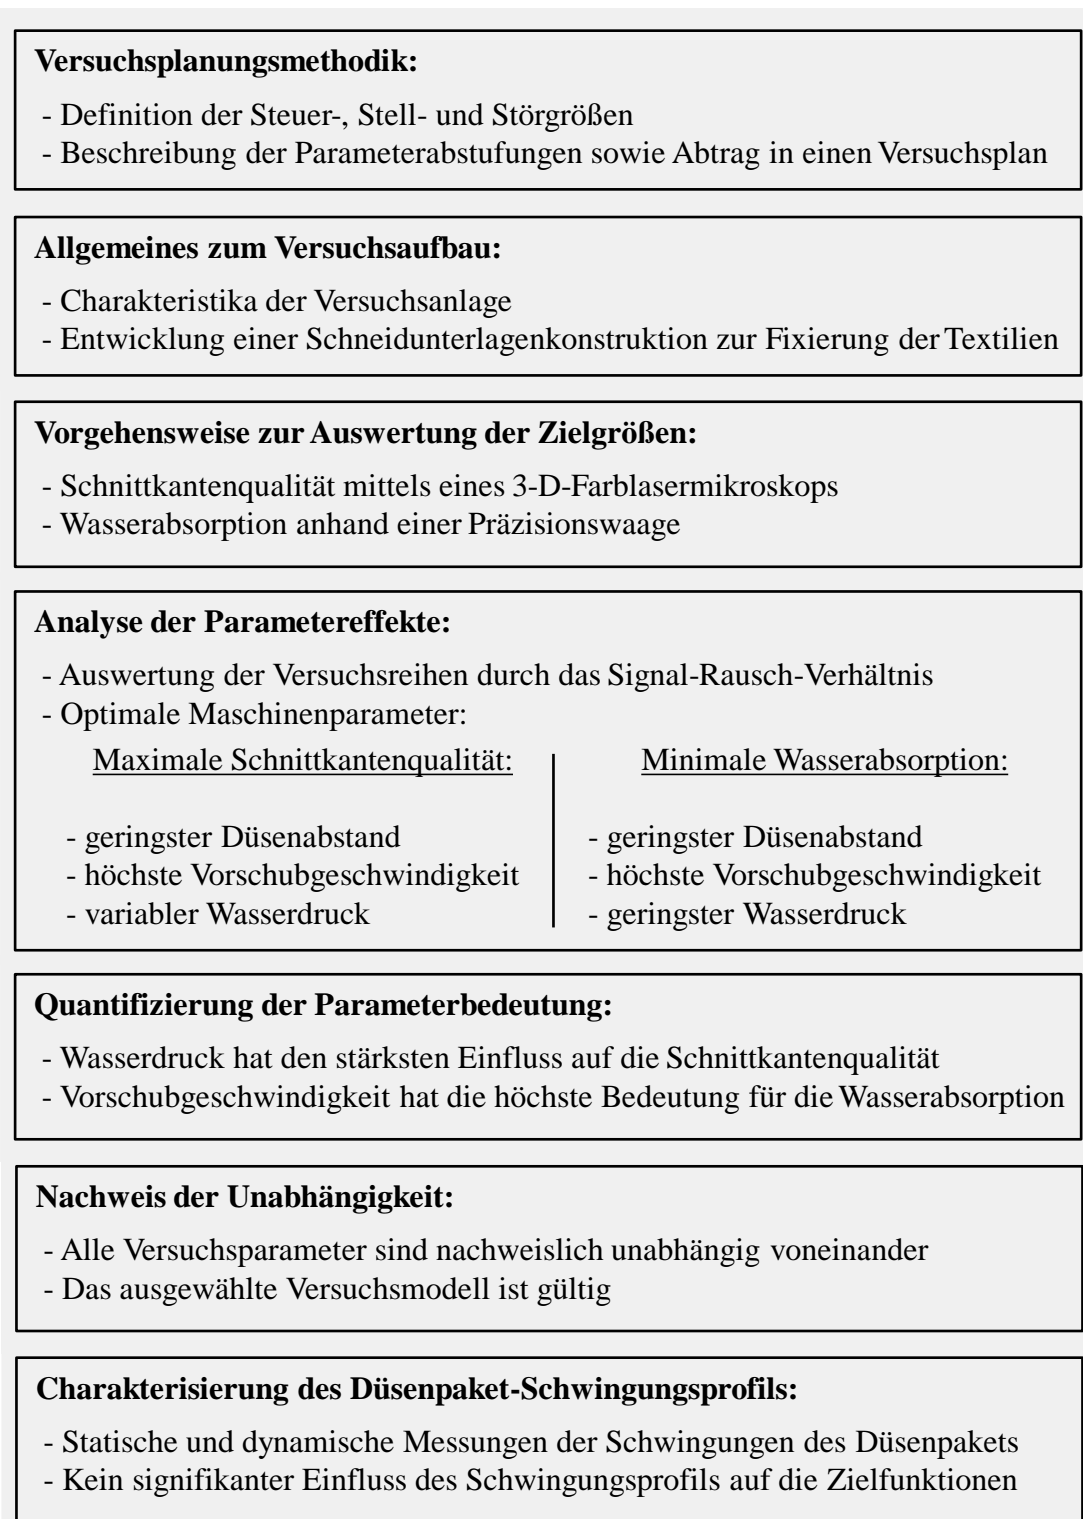 Versuchsplanungsmethodik:
- Definition der Steuer-, Stell- und Störgrößen
- Beschreibung der Parameterabstufungen sowie Abtrag in einen Versuchsplan
Allgemeines zum Versuchsaufbau:
- Charakteristika der Versuchsanlage
- Entwicklung einer Schneidunterlagenkonstruktion zur Fixierung der Textilien
Vorgehensweise zur Auswertung der Zielgrößen:
- Schnittkantenqualität mittels eines 3-D-Farblasermikroskops
- Wasserabsorption anhand einer Präzisionswaage
Analyse der Parametereffekte:
- Auswertung der Versuchsreihen durch das Signal-Rausch-Verhältnis
- Optimale Maschinenparameter:
Maximale Schnittkantenqualität:
- geringster Düsenabstand
- höchste Vorschubgeschwindigkeit
- variabler Wasserdruck
Minimale Wasserabsorption:
- geringster Düsenabstand
- höchste Vorschubgeschwindigkeit
- geringster Wasserdruck
Quantifizierung der Parameterbedeutung:
- Wasserdruck hat den stärksten Einfluss auf die Schnittkantenqualität
- Vorschubgeschwindigkeit hat die höchste Bedeutung für die Wasserabsorption
Nachweis der Unabhängigkeit:
- Alle Versuchsparameter sind nachweislich unabhängig voneinander
- Das ausgewählte Versuchsmodell ist gültig
Charakterisierung des Düsenpaket-Schwingungsprofils:
- Statische und dynamische Messungen der Schwingungen des Düsenpakets
- Kein signifikanter Einfluss des Schwingungsprofils auf die Zielfunktionen